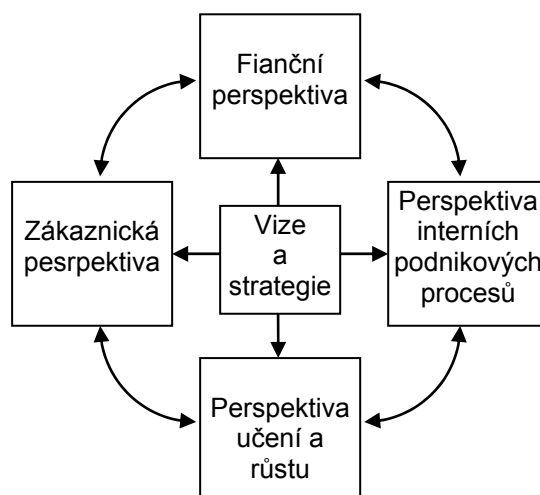 Fianční
perspektiva
Zákaznická
pesrpektiva
Vize
a
strategie
Perspektiva
interních
podnikových
procesů
Perspektiva
učení a
růstu